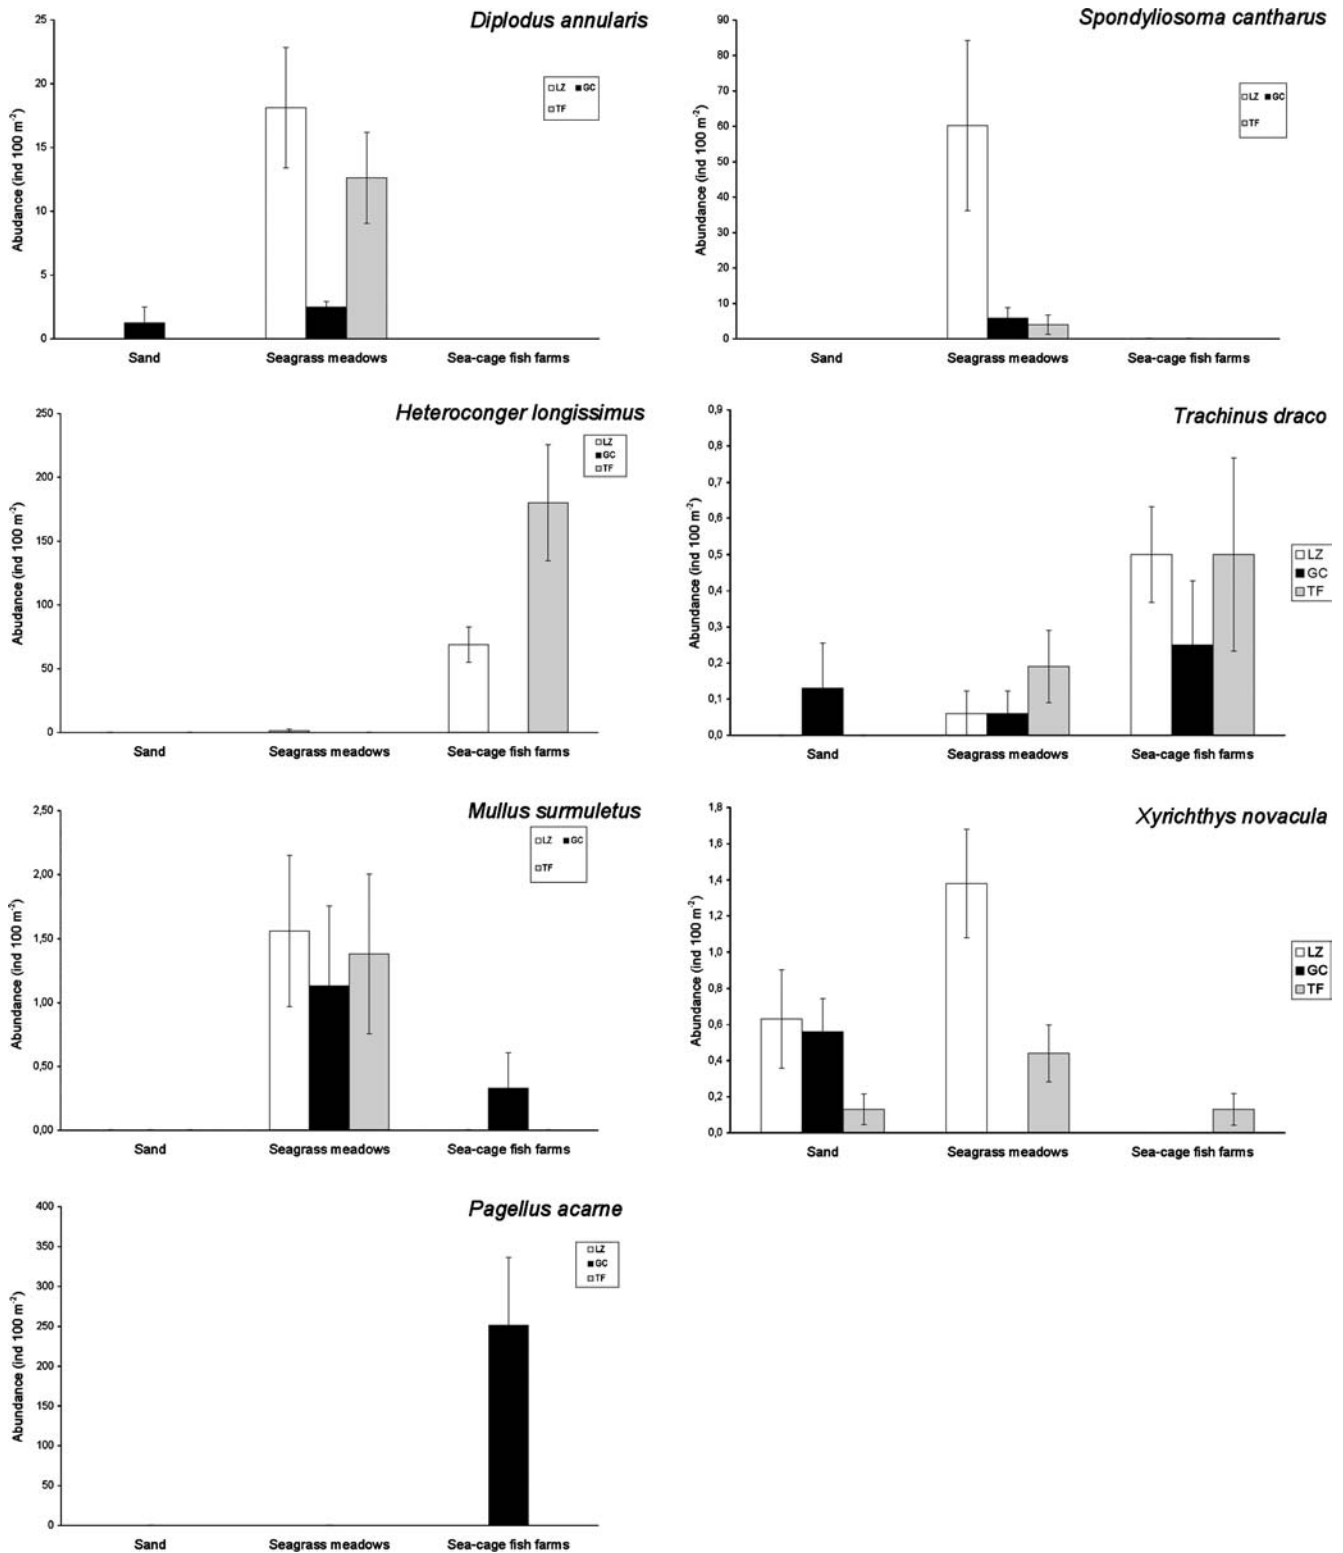 Diplodus annularis
Abudance (ind 100 m⁻²)
25
20
15
10
5
0
LZ GC
TF
Sand Seagrass meadows Sea-cage fish farms
Spondyliosoma cantharus
Abundance (ind 100 m⁻²)
90
80
70
60
50
40
30
20
10
0
LZ GC
TF
Sand Seagrass meadows Sea-cage fish farms
Heteroconger longissimus
Abudance (ind 100 m⁻²)
250
200
150
100
50
0
LZ
GC
TF
Sand Seagrass meadows Sea-cage fish farms
Trachinus draco
Abundance (ind 100 m⁻²)
0,9
0,8
0,7
0,6
0,5
0,4
0,3
0,2
0,1
0,0
LZ
GC
TF
Sand Seagrass meadows Sea-cage fish farms
Mullus surmuletus
Abundance (ind 100 m⁻²)
2,50
2,00
1,50
1,00
0,50
0,00
LZ GC
TF
Sand Seagrass meadows Sea-cage fish farms
Xyrichthys novacula
Abundance (ind 100 m⁻²)
1,8
1,6
1,4
1,2
1,0
0,8
0,6
0,4
0,2
0,0
LZ
GC
TF
Sand Seagrass meadows Sea-cage fish farms
Pagellus acarne
Abundance (ind 100 m⁻²)
400
350
300
250
200
150
100
50
0
LZ
GC
TF
Sand Seagrass meadows Sea-cage fish farms